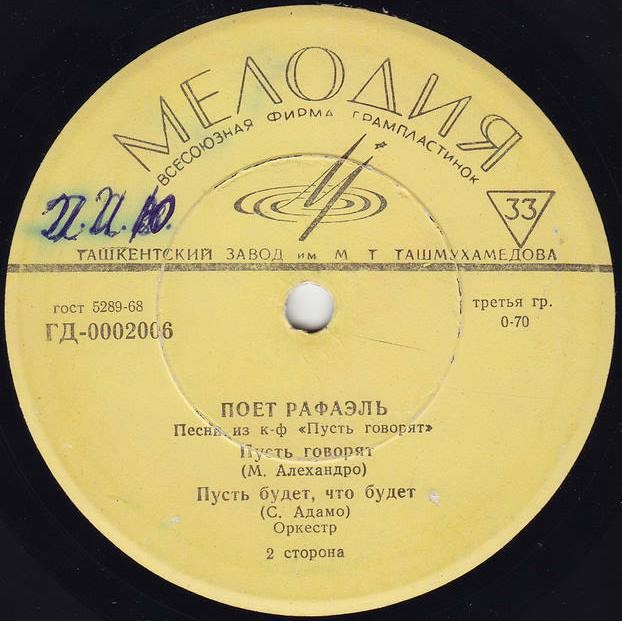 МЕЛОДИЯ
ВСЕСОЮЗНАЯ ФИРМА ГРАМПЛАСТИНОК
33
ТАШКЕНТСКИЙ ЗАВОД им М Т ТАШМУХАМЕДОВА
гост 5289-68
ГД-0002006
третья гр.
0-70
ПОЕТ РАФАЭЛЬ
Песни из к-ф «Пусть говорят»
Пусть говорят
(М. Алехандро)
Пусть будет, что будет
(С. Адамо)
Оркестр
2 сторона